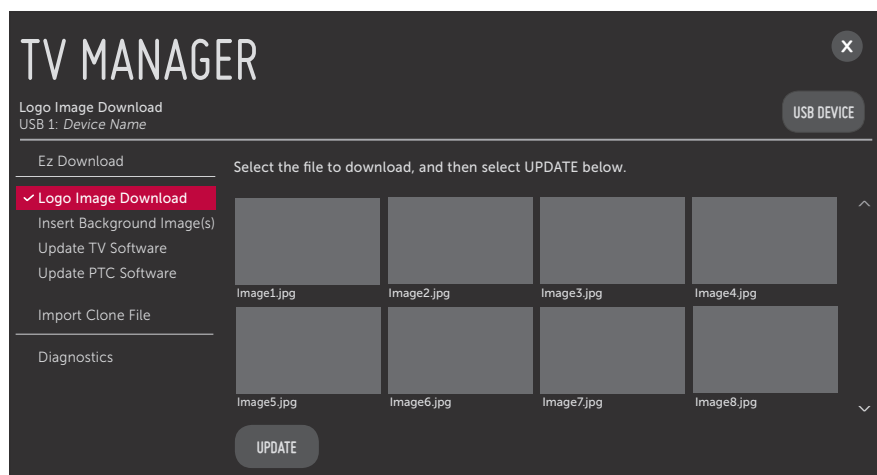 TV MANAGER
X
Logo Image Download
USB 1: Device Name
USB DEVICE
Ez Download
Select the file to download, and then select UPDATE below.
Logo Image Download
Insert Background Image(s)
Update TV Software
Update PTC Software
Import Clone File
Diagnostics
Image1.jpg Image2.jpg Image3.jpg Image4.jpg
Image5.jpg Image6.jpg Image7.jpg Image8.jpg
UPDATE